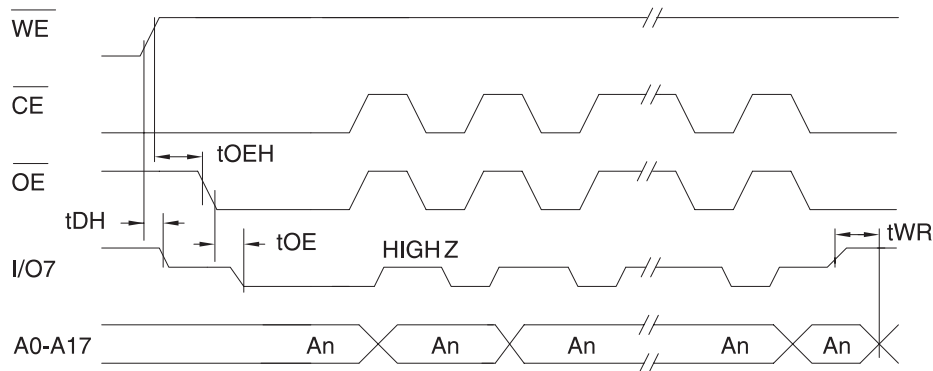 WE
CE
tOEH
OE
tDH
tOE
HIGH Z
tWR
I/O7
A0-A17
An
An
An
An
An